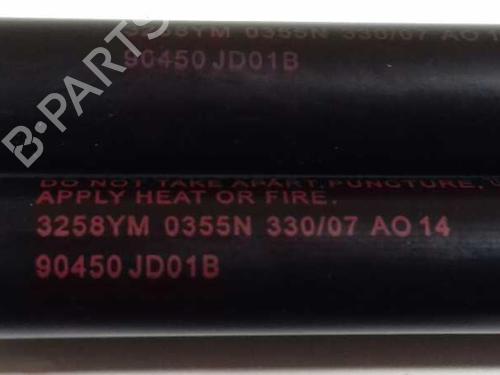 3258YM 0355N 330/07 AO 1
90450 JD01B
DO NOT TAKE APART, PUNCTURE,
APPLY HEAT OR FIRE.
3258YM 0355N 330/07 AO 14
90450 JD01B
B-PARTS